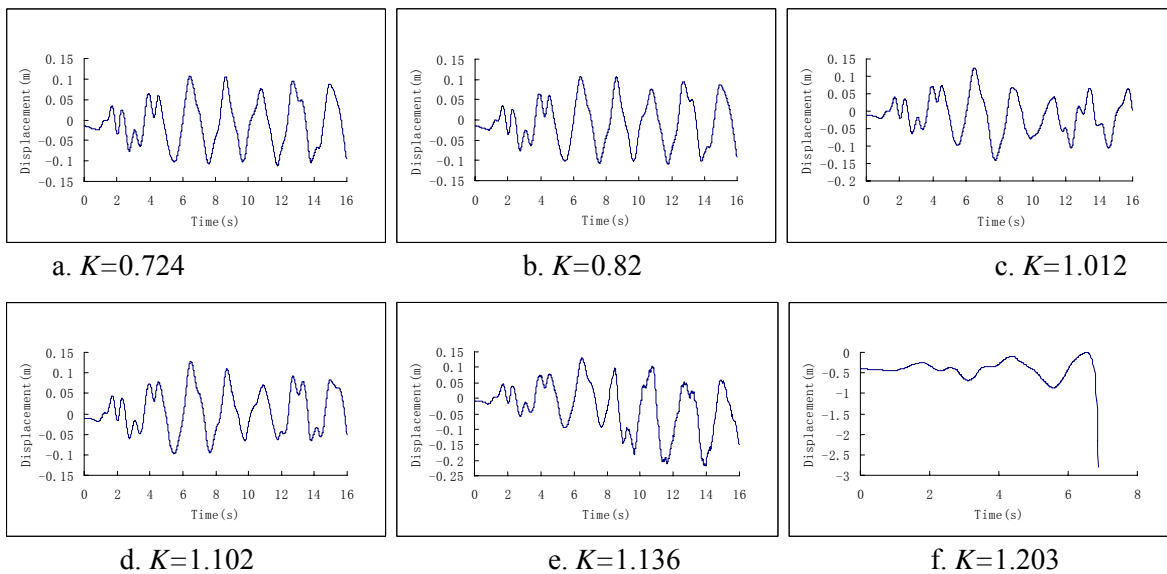 Displacement(m)
0.15
0.1
0.05
0
-0.05
-0.1
-0.15
0 2 4 6 8 10 12 14 16
Time(s)
a. K=0.724
Displacement(m)
0.15
0.1
0.05
0
-0.05
-0.1
-0.15
0 2 4 6 8 10 12 14 16
Time(s)
b. K=0.82
Displacement(m)
0.15
0.1
0.05
0
-0.05
-0.1
-0.15
-0.2
0 2 4 6 8 10 12 14 16
Time(s)
c. K=1.012
Displacement(m)
0.15
0.1
0.05
0
-0.05
-0.1
-0.15
0 2 4 6 8 10 12 14 16
Time(s)
d. K=1.102
Displacement(m)
0.15
0.1
0.05
0
-0.05
-0.1
-0.15
-0.2
-0.25
0 2 4 6 8 10 12 14 16
Time(s)
e. K=1.136
Displacement(m)
0
-0.5
-1
-1.5
-2
-2.5
-3
0 2 4 6 8
Time(s)
f. K=1.203